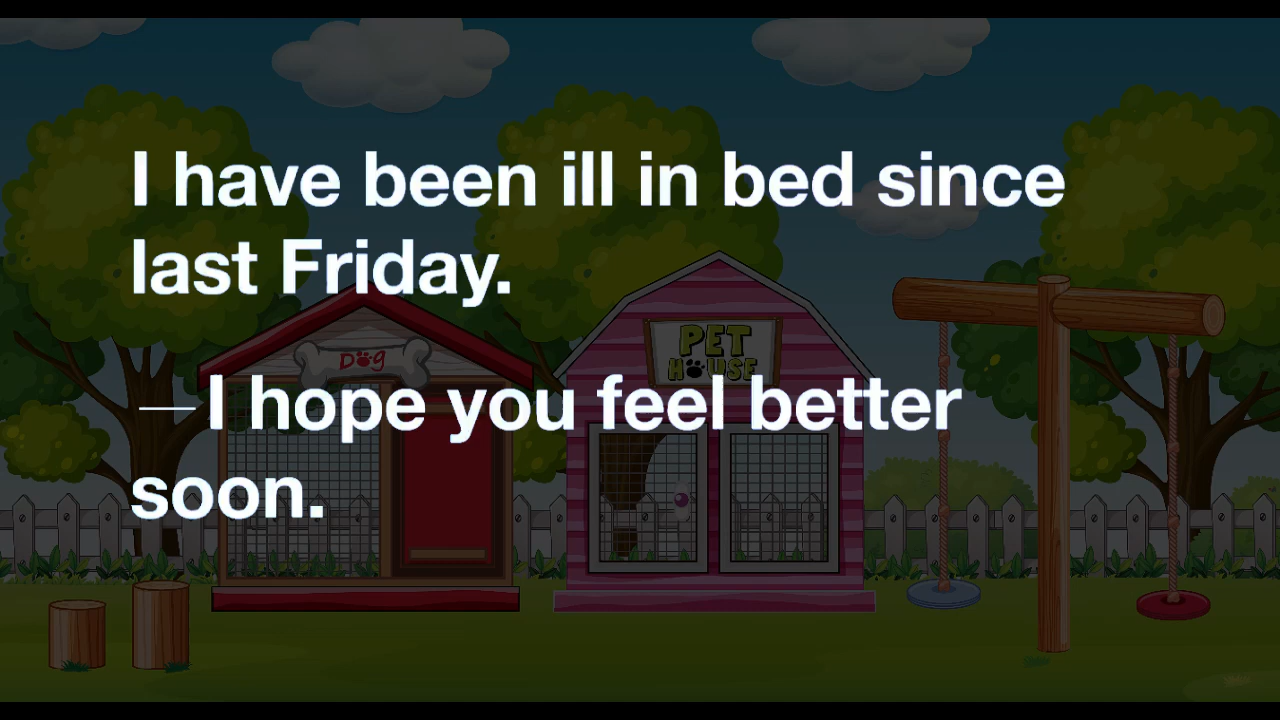 I have been ill in bed since
last Friday.
—I hope you feel better
soon.
Dog
PET
HOUSE